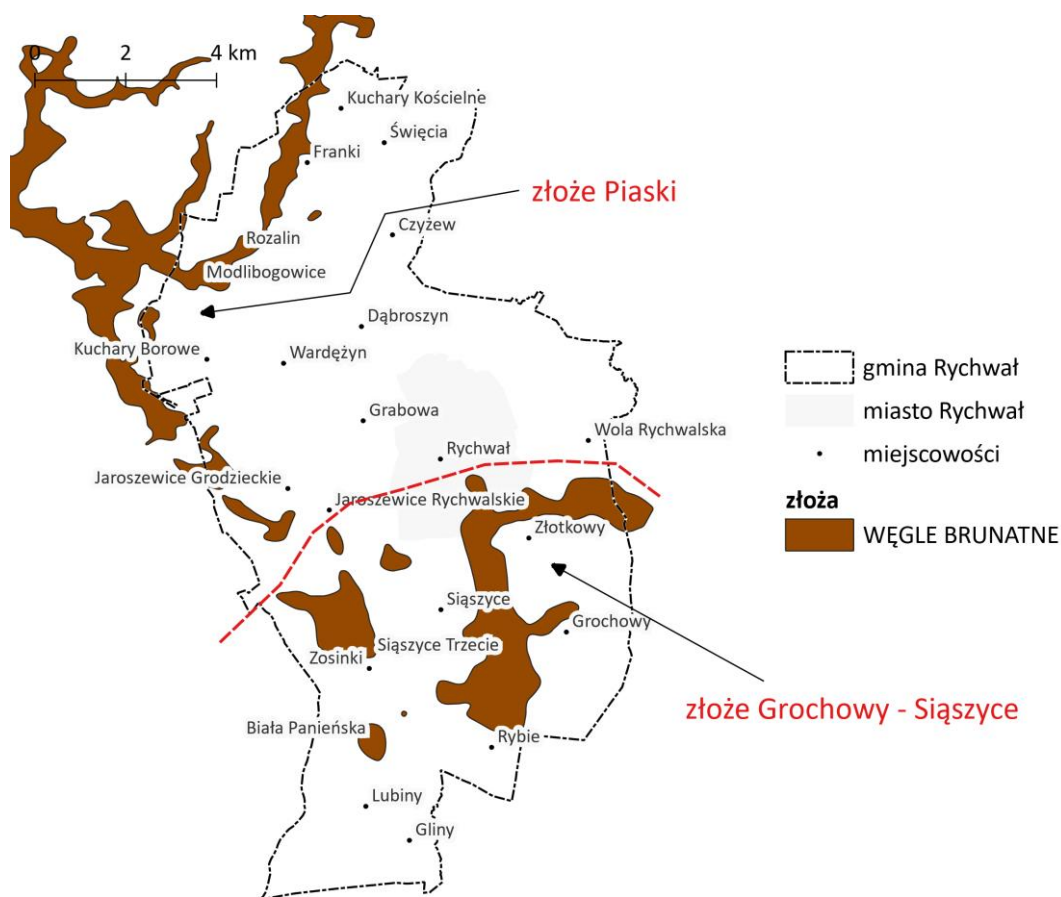 0 2 4 km
Kuchary Kościelne
Święcia
Franki
złoże Piaski
Czyżew
Rozalin
Modlibogowice
Dąbroszyn
Kuchary Borowe
Wardężyn
gmina Rychwał
miasto Rychwał
Grabowa
Wola Rychwalska
Rychwał
miejscowości
Jaroszewice Grodzieckie
Jaroszewice Rychwalskie
złoża
WĘGLE BRUNATNE
Złotkowy
Siąszyce
Grochowy
Siąszyce Trzecie
Zosinki
złoże Grochowy - Siąszyce
Biała Panieńska
Rybie
Lubiny
Gliny